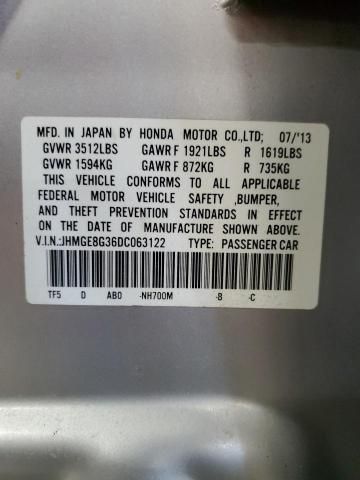 MFD. IN JAPAN BY HONDA MOTOR CO.,LTD; 07/'13
GVWR 3512LBS GAWR F 1921LBS R 1619LBS
GVWR 1594KG GAWR F 872KG R 735KG
THIS VEHICLE CONFORMS TO ALL APPLICABLE
FEDERAL MOTOR VEHICLE SAFETY ,BUMPER,
AND THEFT PREVENTION STANDARDS IN EFFECT
ON THE DATE OF MANUFACTURE SHOWN ABOVE.
V.I.N.:JHMGE8G36DC063122 TYPE: PASSENGER CAR
TF5 D AB0 -NH700M -B -C